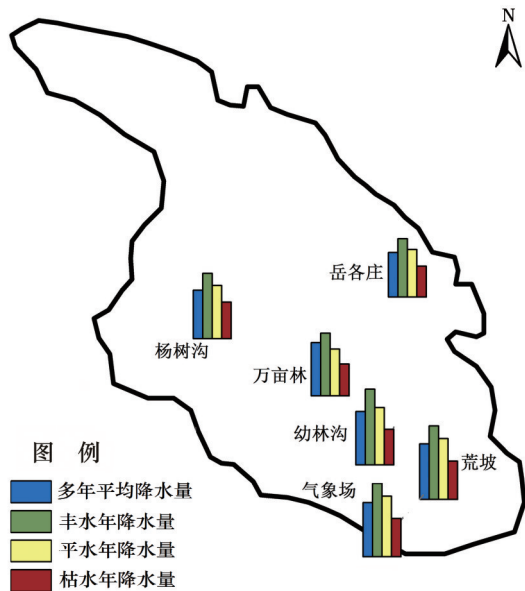 N
岳各庄
杨树沟
万亩林
幼林沟
荒坡
气象场
图 例
多年平均降水量
丰水年降水量
平水年降水量
枯水年降水量